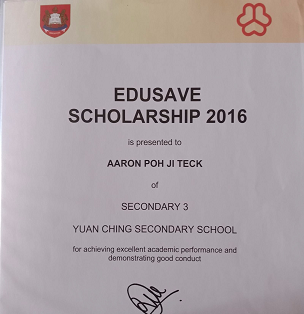 EDUSAVE
SCHOLARSHIP 2016
is presented to
AARON POH JI TECK
of
SECONDARY 3
YUAN CHING SECONDARY SCHOOL
for achieving excellent academic performance and
demonstrating good conduct